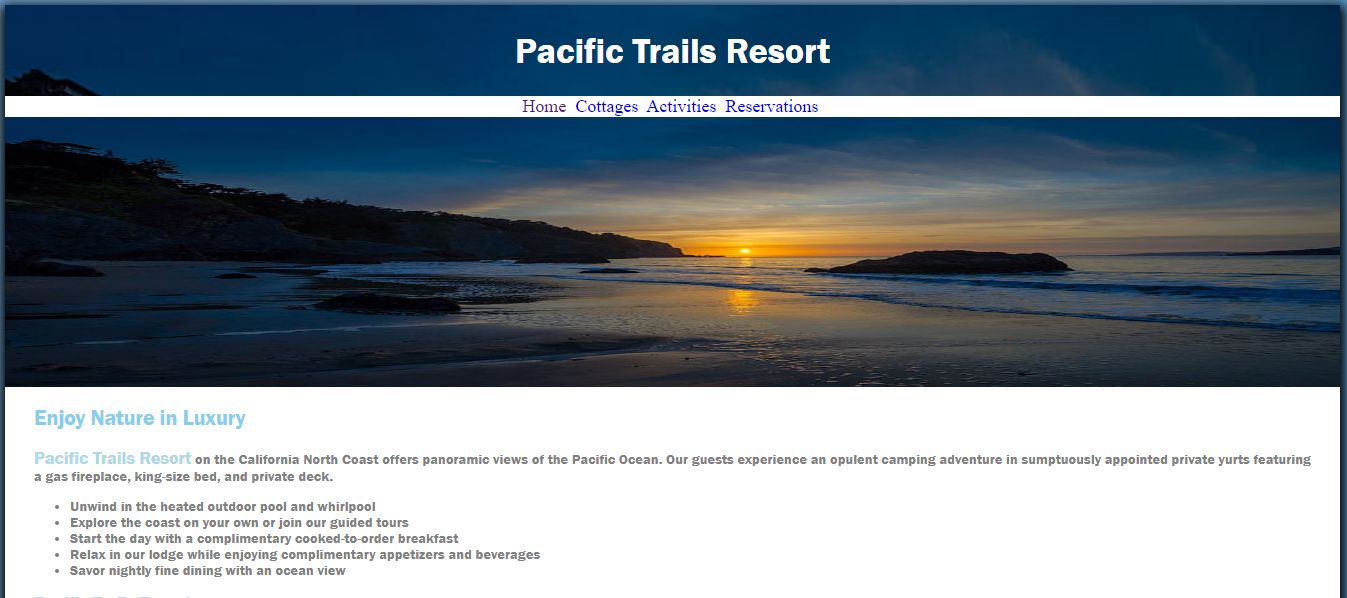 Pacific Trails Resort
Home Cottages Activities Reservations
Enjoy Nature in Luxury
Pacific Trails Resort on the California North Coast offers panoramic views of the Pacific Ocean. Our guests experience an opulent camping adventure in sumptuously appointed private yurts featuring
a gas fireplace, king-size bed, and private deck.
• Unwind in the heated outdoor pool and whirlpool
• Explore the coast on your own or join our guided tours
• Start the day with a complimentary cooked-to-order breakfast
• Relax in our lodge while enjoying complimentary appetizers and beverages
• Savor nightly fine dining with an ocean view